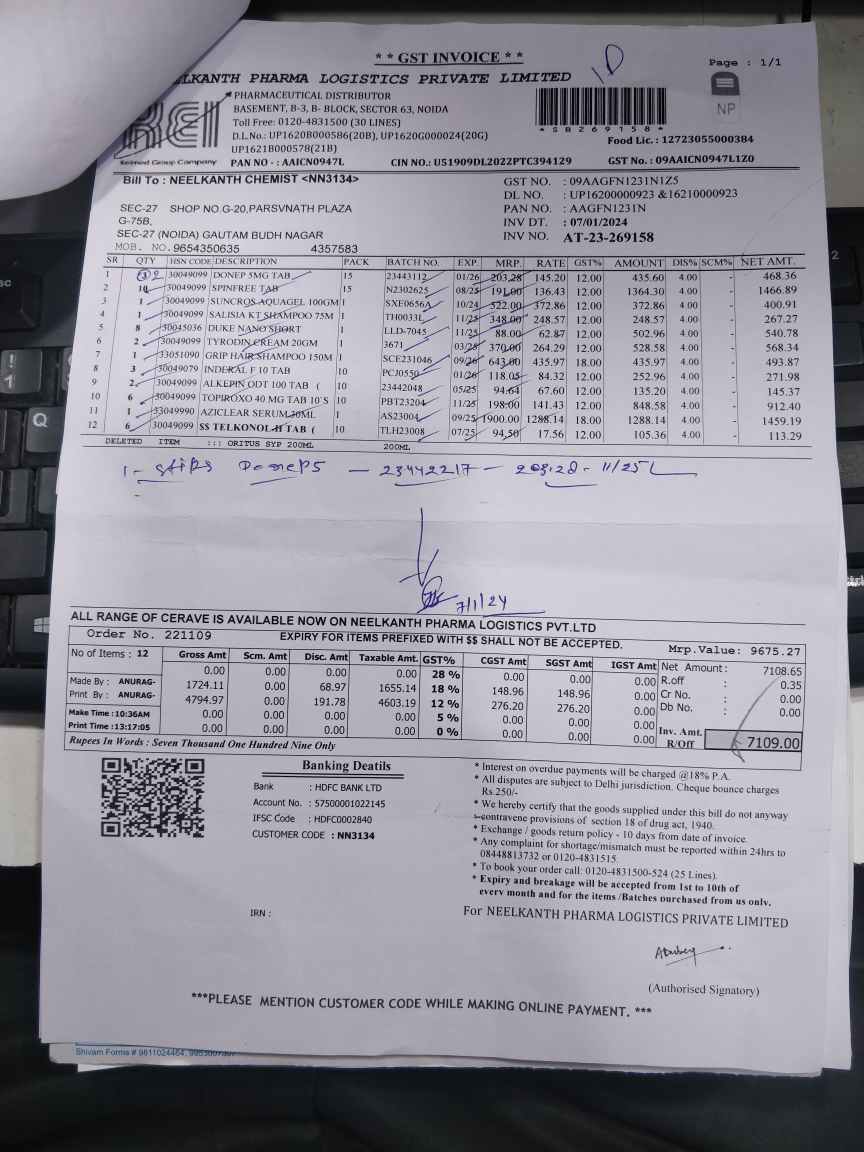 * * GST INVOICE * *
Page : 1/1
ELKANTH PHARMA LOGISTICS PRIVATE LIMITED
PHARMACEUTICAL DISTRIBUTOR
BASEMENT, B-3, B- BLOCK, SECTOR 63, NOIDA
Toll Free: 0120-4831500 (30 LINES)
D.L.No: UP1620B000586(20B), UP1620G000024(20G)
UP1621B000578(21B)
NP
* S B 2 6 9 1 5 8 *
Food Lic. : 12723055000384
Kelmed Group Company
PAN NO - : AAICN0947L CIN NO.: U51909DL2022PTC394129 GST No. : 09AAICN0947L1Z0
Bill To : NEELKANTH CHEMIST <NN3134>
SEC-27 SHOP NO.G-20,PARSVNATH PLAZA
G-75B,
SEC-27 (NOIDA) GAUTAM BUDH NAGAR
MOB. NO. 9654350635 4357583
GST NO. : 09AAGFN1231N1Z5
DL NO. : UP16200000923 &16210000923
PAN NO. : AAGFN1231N
INV DT. : 07/01/2024
INV NO. AT-23-269158
SR QTY HSN CODE DESCRIPTION PACK BATCH NO. EXP. MRP. RATE GST% AMOUNT DIS% SCM% NET AMT.
1 3 2 30049099 DONEP 5MG TAB 15 23443112 01/26 203.28 145.20 12.00 435.60 4.00 - 468.36
2 10 30049099 SPINFREE TAB 15 N2302625 08/25 191.00 136.43 12.00 1364.30 4.00 - 1466.89
3 1 30049099 SUNCROS AQUAGEL 100GM 1 SXE0656A 10/24 522.00 372.86 12.00 372.86 4.00 - 400.91
4 1 30049099 SALISIA KT SHAMPOO 75M 1 TH0033L 11/25 348.00 248.57 12.00 248.57 4.00 - 267.27
5 8 30045036 DUKE NANO SHORT 1 LLD-7045 11/25 88.00 62.87 12.00 502.96 4.00 - 540.78
6 2 30049099 TYRODIN CREAM 20GM 1 3671 03/25 370.00 264.29 12.00 528.58 4.00 - 568.34
7 1 33051090 GRIP HAIR SHAMPOO 150M 1 SCE231046 09/26 643.00 435.97 18.00 435.97 4.00 - 493.87
8 3 30049079 INDERAL F 10 TAB 10 PCJ0550 01/26 118.05 84.32 12.00 252.96 4.00 - 271.98
9 2 30049099 ALKEPIN ODT 100 TAB ( 10 23442048 05/25 94.64 67.60 12.00 135.20 4.00 - 145.37
10 6 30049099 TOPIROXO 40 MG TAB 10`S 10 PBT23204 11/25 198.00 141.43 12.00 848.58 4.00 - 912.40
11 1 33049990 AZICLEAR SERUM 30ML 1 AS23004 09/25 1900.00 1288.14 18.00 1288.14 4.00 - 1459.19
12 6 30049099 $$ TELKONOL-H TAB ( 10 TLH23008 07/25 94.50 17.56 12.00 105.36 4.00 - 113.29
DELETED ITEM ::: ORITUS SYP 200ML 200ML
1 - stips DoneP5 - 23442217 - 203.28 - 11/25
7/1/24
ALL RANGE OF CERAVE IS AVAILABLE NOW ON NEELKANTH PHARMA LOGISTICS PVT.LTD
Order No. 221109 EXPIRY FOR ITEMS PREFIXED WITH $$ SHALL NOT BE ACCEPTED. Mrp.Value: 9675.27
No of Items : 12
Made By : ANURAG-
Print By : ANURAG-
Make Time :10:36AM
Print Time :13:17:05
Gross Amt Scm. Amt Disc. Amt Taxable Amt. GST% CGST Amt SGST Amt IGST Amt
0.00 0.00 0.00 0.00 28 % 0.00 0.00 0.00
1724.11 0.00 68.97 1655.14 18 % 148.96 148.96 0.00
4794.97 0.00 191.78 4603.19 12 % 276.20 276.20 0.00
0.00 0.00 0.00 0.00 5 % 0.00 0.00 0.00
0.00 0.00 0.00 0.00 0 % 0.00 0.00 0.00
Net Amount : 7108.65
R.off : 0.35
Cr No. : 0.00
Db No. : 0.00
Inv. Amt.
R/Off 7109.00
Rupees In Words : Seven Thousand One Hundred Nine Only
Banking Deatils
Bank : HDFC BANK LTD
Account No. : 57500001022145
IFSC Code : HDFC0002840
CUSTOMER CODE : NN3134
* Interest on overdue payments will be charged @18% P.A.
* All disputes are subject to Delhi jurisdiction. Cheque bounce charges
Rs.250/-
* We hereby certify that the goods supplied under this bill do not anyway
contravene provisions of section 18 of drug act, 1940.
* Exchange / goods return policy - 10 days from date of invoice.
* Any complaint for shortage/mismatch must be reported within 24hrs to
08448813732 or 0120-4831515.
* To book your order call: 0120-4831500-524 (25 Lines).
* Expiry and breakage will be accepted from 1st to 10th of
every month and for the items /Batches purchased from us only.
IRN :
For NEELKANTH PHARMA LOGISTICS PRIVATE LIMITED
(Authorised Signatory)
***PLEASE MENTION CUSTOMER CODE WHILE MAKING ONLINE PAYMENT. ***
Shivam Forms # 9811024464, 9953007307